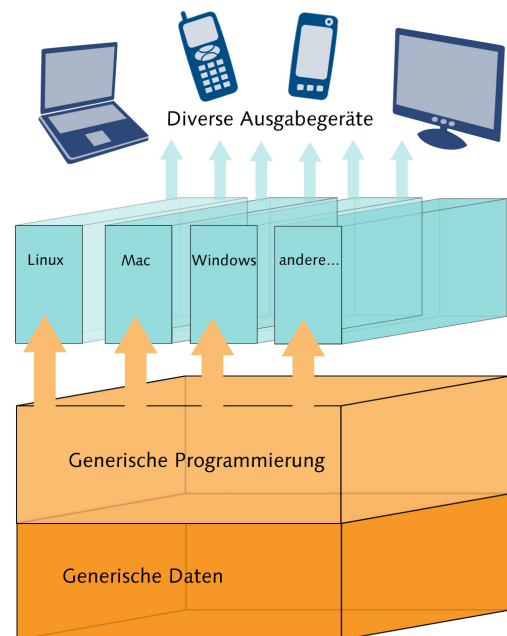 Diverse Ausgabegeräte
Linux
Mac
Windows
andere...
Generische Programmierung
Generische Daten